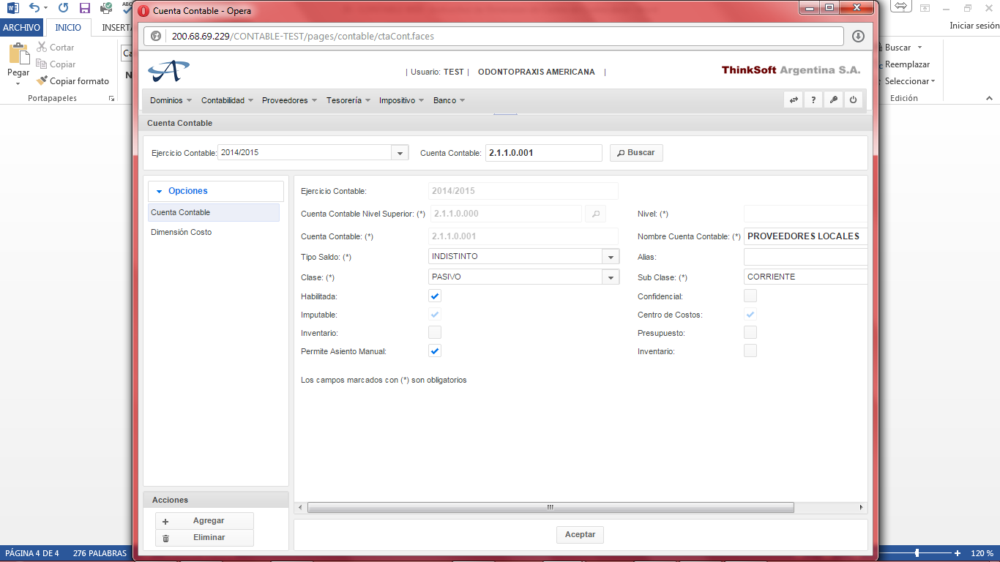 Cuenta Contable - Opera
ARCHIVO INICIO INSERTA
Iniciar sesión
200.68.69.229/CONTABLE-TEST/pages/contable/ctaCont.faces
Pegar
Cortar
Copiar
Copiar formato
Portapapeles
Ca
N
Buscar
Reemplazar
Seleccionar
Edición
| Usuario: TEST | ODONTOPRAXIS AMERICANA |
ThinkSoft Argentina S.A.
Dominios Contabilidad Proveedores Tesorería Impositivo Banco
?
Cuenta Contable
Ejercicio Contable: 2014/2015 Cuenta Contable: 2.1.1.0.001 Buscar
Opciones
Cuenta Contable
Dimensión Costo
Ejercicio Contable: 2014/2015
Cuenta Contable Nivel Superior: (*) 2.1.1.0.000 Nivel: (*)
Cuenta Contable: (*) 2.1.1.0.001 Nombre Cuenta Contable: (*) PROVEEDORES LOCALES
Tipo Saldo: (*) INDISTINTO Alias:
Clase: (*) PASIVO Sub Clase: (*) CORRIENTE
Habilitada: Confidencial:
Imputable: Centro de Costos:
Inventario: Presupuesto:
Permite Asiento Manual: Inventario:
Los campos marcados con (*) son obligatorios
Acciones
Agregar
Eliminar
Aceptar
PÁGINA 4 DE 4 276 PALABRAS
120 %